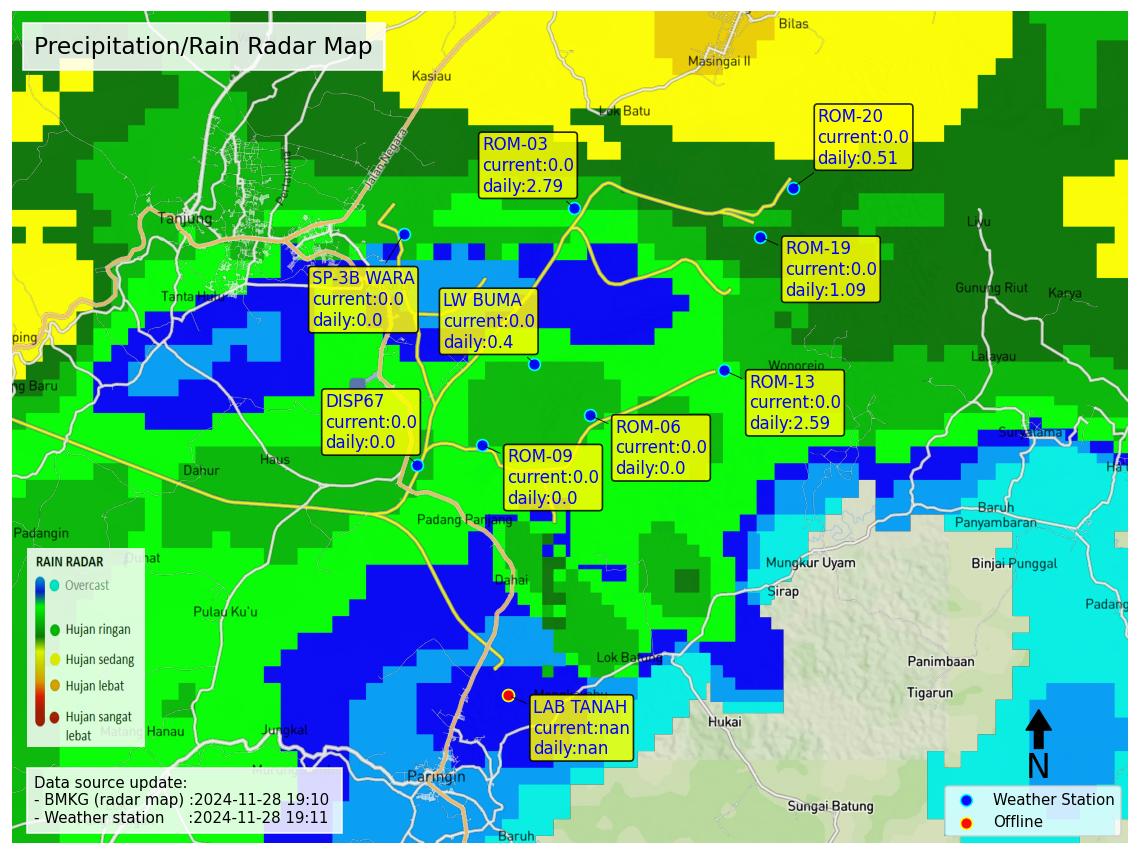 Precipitation/Rain Radar Map
Bilas
Masingai II
Kasiau
Lok Batu
Jalan Negara
Tanjung
Liyu
Gunung Riut
Karya
Lalayau
Wonorejo
ROM-03
current:0.0
daily:2.79
ROM-20
current:0.0
daily:0.51
ROM-19
current:0.0
daily:1.09
SP-3B WARA
current:0.0
daily:0.0
LW BUMA
current:0.0
daily:0.4
ROM-13
current:0.0
daily:2.59
DISP67
current:0.0
daily:0.0
ROM-06
current:0.0
daily:0.0
ROM-09
current:0.0
daily:0.0
ping
ng Baru
Haus
Dahur
Padangin
Padang Panjang
Dahai
Pulau Ku`u
Baruh
Panyambaran
Mungkur Uyam
Binjai Punggal
Sirap
Padang
Lok Batung
Panimbaan
Tigarun
Hukai
Sungai Batung
Jungkal
Paringin
Baruh
LAB TANAH
current:nan
daily:nan
RAIN RADAR
Overcast
Hujan ringan
Hujan sedang
Hujan lebat
Hujan sangat
lebat
Data source update:
- BMKG (radar map) :2024-11-28 19:10
- Weather station :2024-11-28 19:11
N
Weather Station
Offline